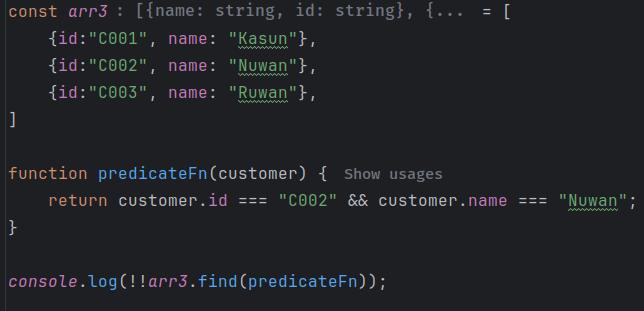 const arr3 : [{name: string, id: string}, {... = [
    {id:"C001", name: "Kasun"},
    {id:"C002", name: "Nuwan"},
    {id:"C003", name: "Ruwan"},
]
function predicateFn(customer) { Show usages
    return customer.id === "C002" && customer.name === "Nuwan";
}
console.log(!!arr3.find(predicateFn));